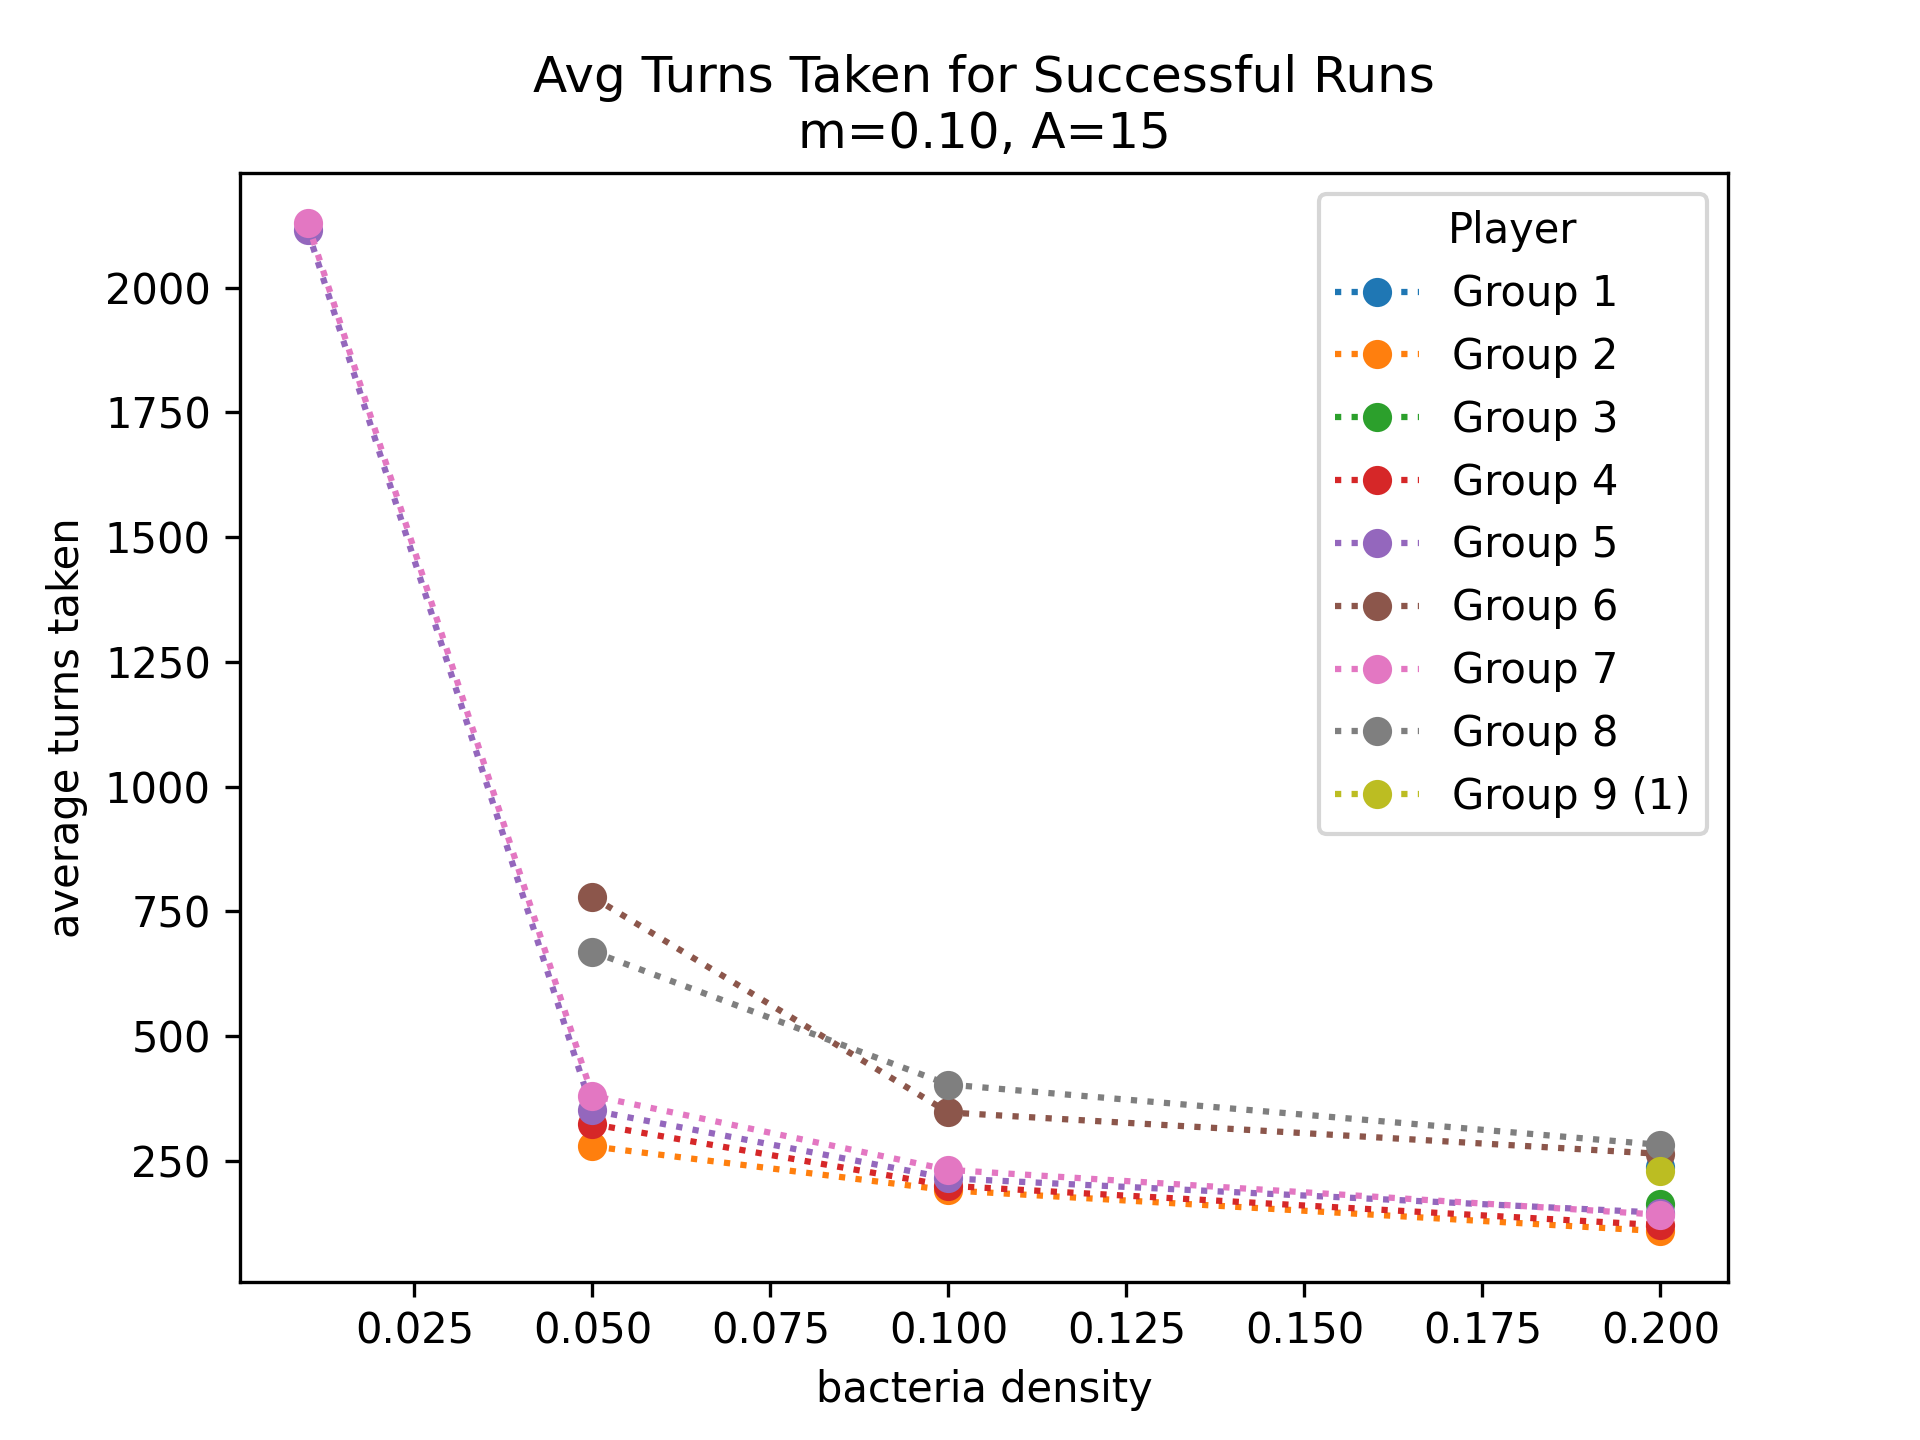 Avg Turns Taken for Successful Runs
m=0.10, A=15
Player
Group 1
Group 2
Group 3
Group 4
Group 5
Group 6
Group 7
Group 8
Group 9 (1)
average turns taken
2000
1750
1500
1250
1000
750
500
250
0.025 0.050 0.075 0.100 0.125 0.150 0.175 0.200
bacteria density